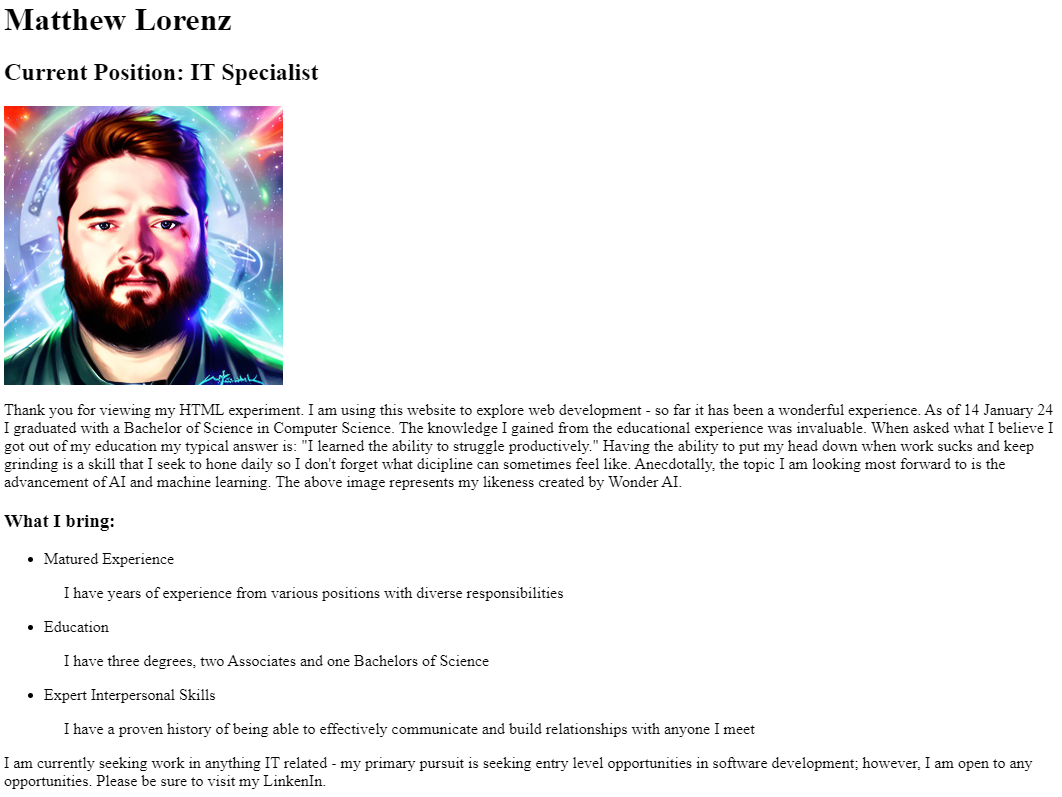 Matthew Lorenz
Current Position: IT Specialist
Thank you for viewing my HTML experiment. I am using this website to explore web development - so far it has been a wonderful experience. As of 14 January 24
I graduated with a Bachelor of Science in Computer Science. The knowledge I gained from the educational experience was invaluable. When asked what I believe I
got out of my education my typical answer is: "I learned the ability to struggle productively." Having the ability to put my head down when work sucks and keep
grinding is a skill that I seek to hone daily so I don't forget what dicipline can sometimes feel like. Anecdotally, the topic I am looking most forward to is the
advancement of AI and machine learning. The above image represents my likeness created by Wonder AI.
What I bring:
• Matured Experience
I have years of experience from various positions with diverse responsibilities
• Education
I have three degrees, two Associates and one Bachelors of Science
• Expert Interpersonal Skills
I have a proven history of being able to effectively communicate and build relationships with anyone I meet
I am currently seeking work in anything IT related - my primary pursuit is seeking entry level opportunities in software development; however, I am open to any
opportunities. Please be sure to visit my LinkenIn.